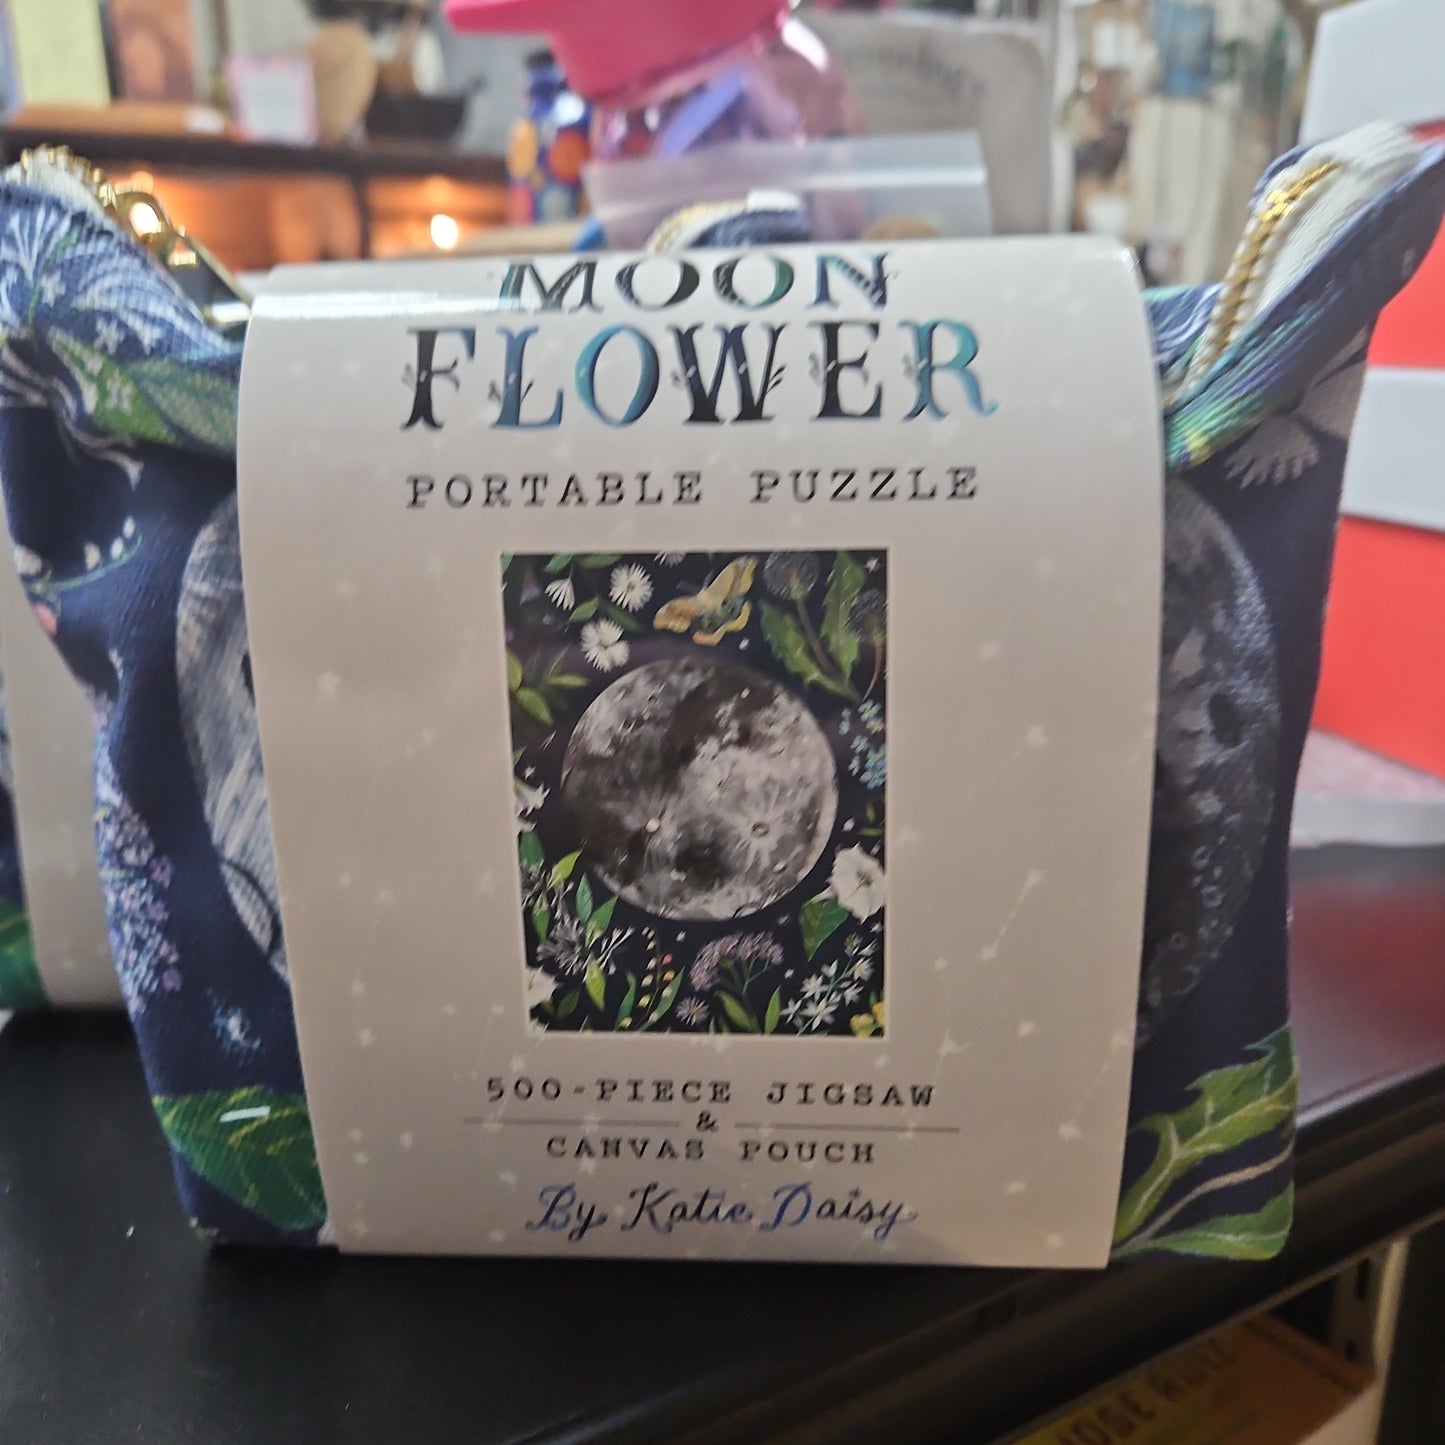 MOON
FLOWER
PORTABLE PUZZLE
500-PIECE JIGSAW
&
CANVAS POUCH
By Katie Daisy